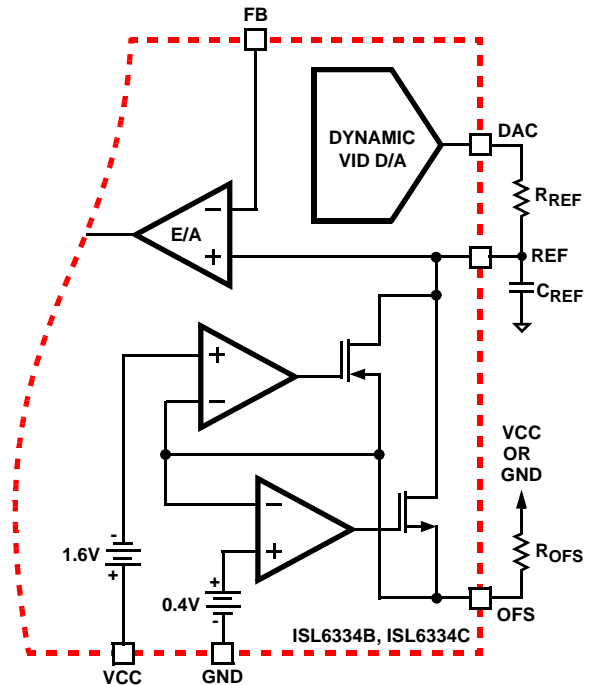 FB
DYNAMIC
VID D/A
DAC
RREF
E/A
-
+
REF
CREF
+
-
VCC
OR
GND
-
+
ROFS
-
1.6V
+
+
0.4V
-
OFS
ISL6334B, ISL6334C
VCC
GND